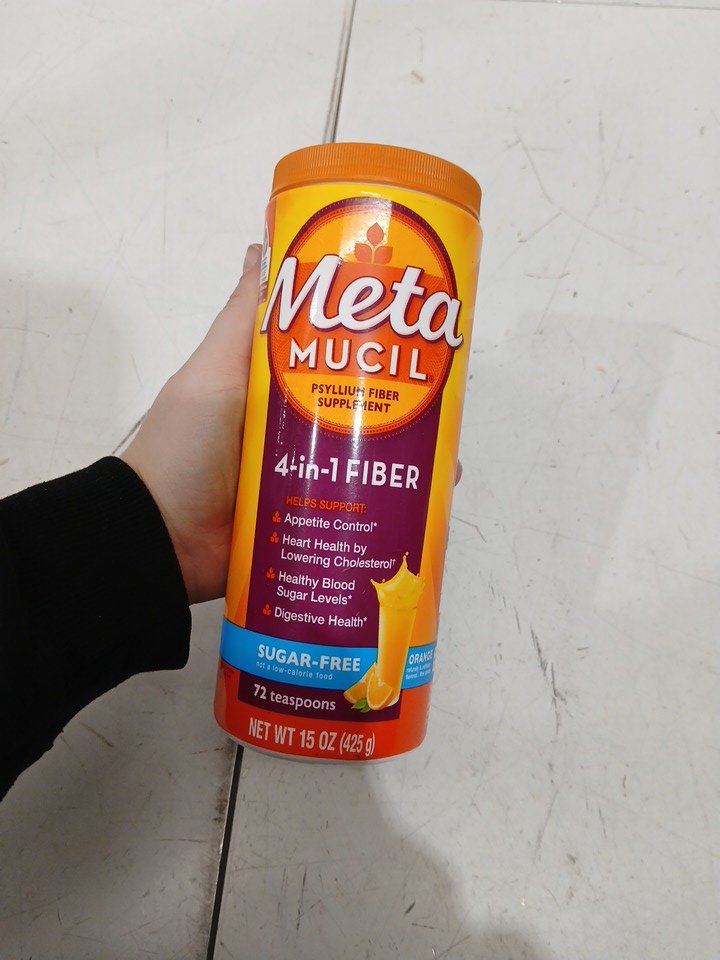 Meta
MUCIL®
PSYLLIUM FIBER
SUPPLEMENT
4-in-1 FIBER
HELPS SUPPORT:
Appetite Control*
Heart Health by
Lowering Cholesterol†
Healthy Blood
Sugar Levels*
Digestive Health*
SUGAR-FREE
not a low-calorie food
ORANGE
72 teaspoons
NET WT 15 OZ (425 g)